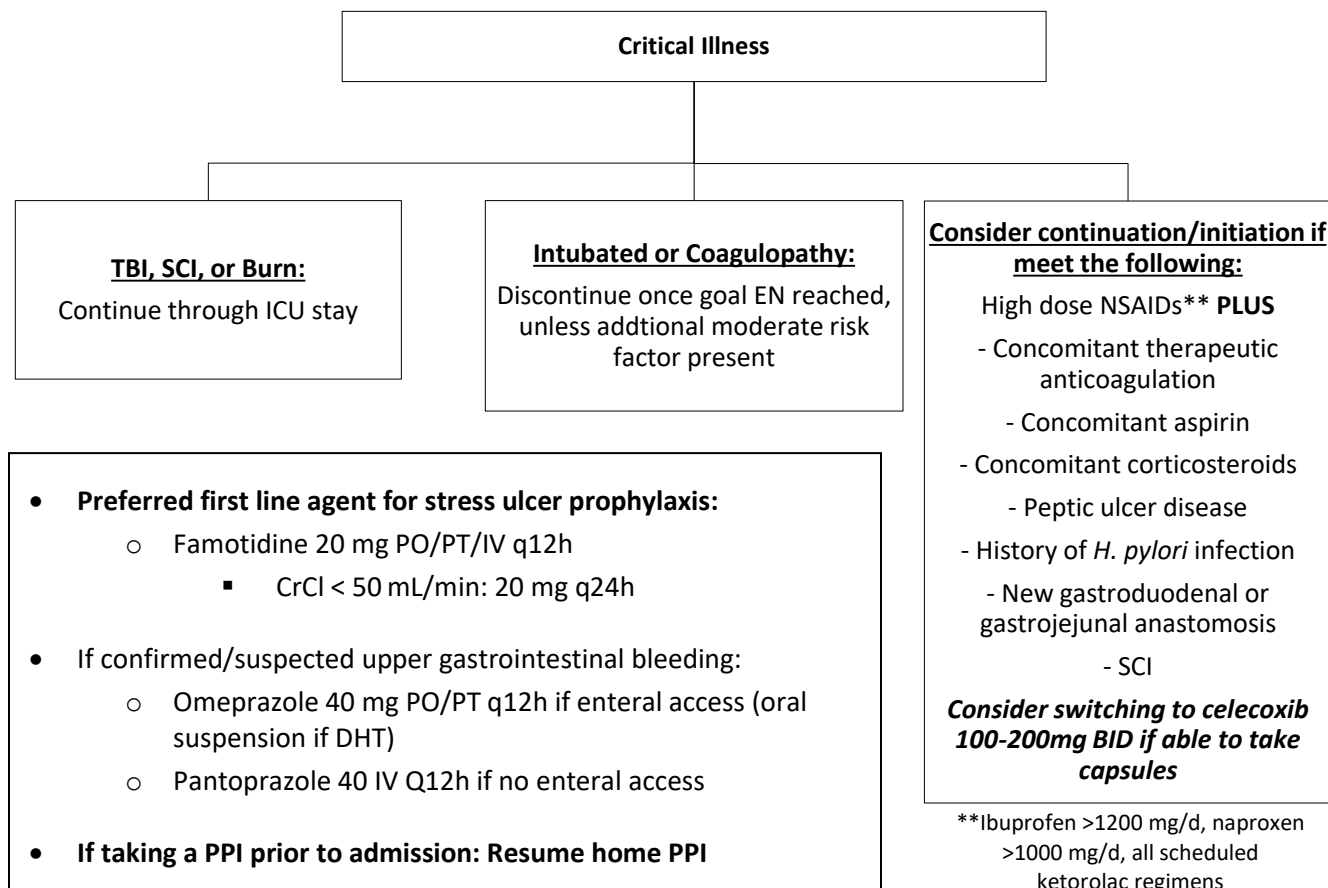 Critical Illness
TBI, SCI, or Burn:
Continue through ICU stay
Intubated or Coagulopathy:
Discontinue once goal EN reached,
unless addtional moderate risk
factor present
Consider continuation/initiation if
meet the following:
High dose NSAIDs** PLUS
- Concomitant therapeutic
anticoagulation
- Concomitant aspirin
- Concomitant corticosteroids
- Peptic ulcer disease
- History of H. pylori infection
- New gastroduodenal or
gastrojejunal anastomosis
- SCI
Consider switching to celecoxib
100-200mg BID if able to take
capsules
**Ibuprofen >1200 mg/d, naproxen
>1000 mg/d, all scheduled
ketorolac regimens
• Preferred first line agent for stress ulcer prophylaxis:
o Famotidine 20 mg PO/PT/IV q12h
▪ CrCl < 50 mL/min: 20 mg q24h
• If confirmed/suspected upper gastrointestinal bleeding:
o Omeprazole 40 mg PO/PT q12h if enteral access (oral
suspension if DHT)
o Pantoprazole 40 IV Q12h if no enteral access
• If taking a PPI prior to admission: Resume home PPI